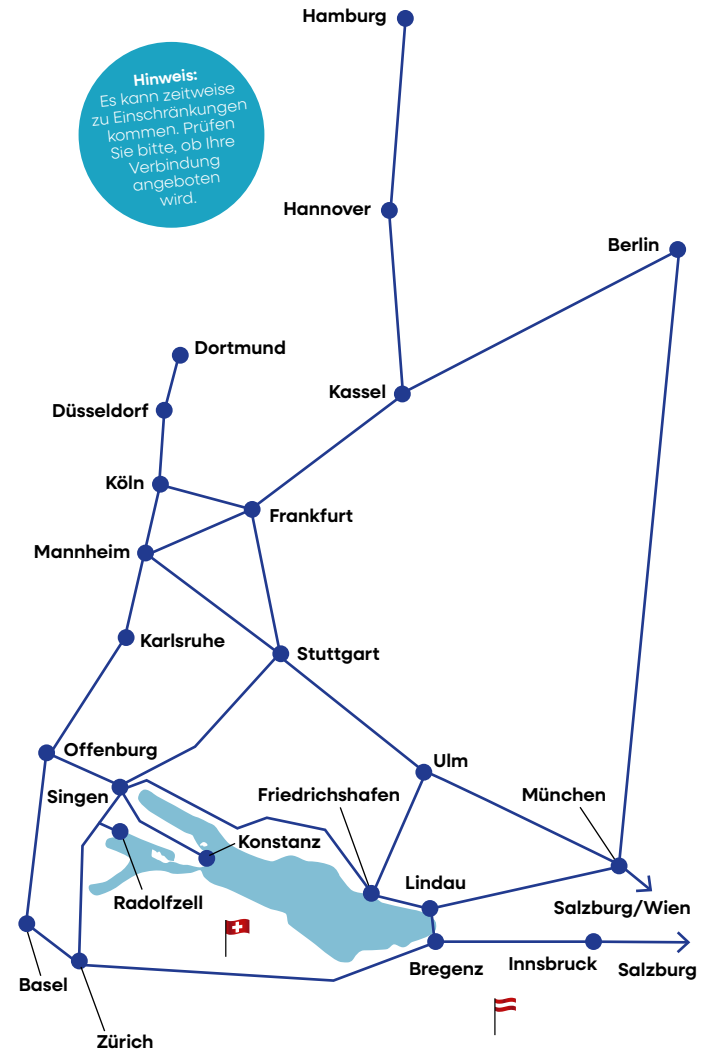 Hamburg
Hinweis:
Es kann zeitweise
zu Einschränkungen
kommen. Prüfen
Sie bitte, ob Ihre
Verbindung
angeboten
wird.
Hannover
Berlin
Dortmund
Kassel
Düsseldorf
Köln
Frankfurt
Mannheim
Karlsruhe
Stuttgart
Offenburg
Ulm
Singen
Friedrichshafen
München
Konstanz
Lindau
Radolfzell
Salzburg/Wien
Bregenz
Innsbruck
Salzburg
Basel
Zürich